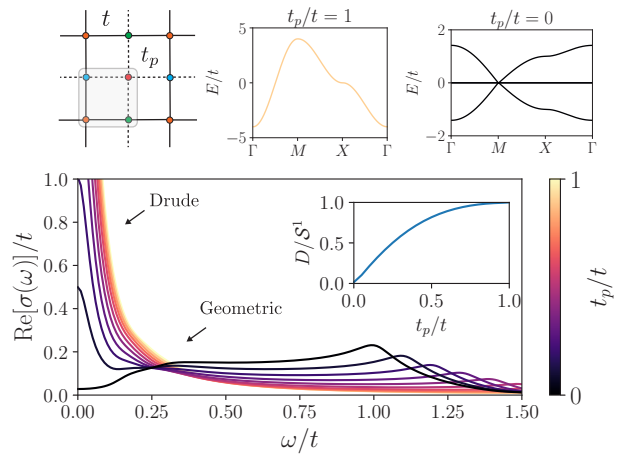 t
t_p
t_p/t = 1
E/t
5
0
−5
Γ M X Γ
t_p/t = 0
E/t
2
0
−2
Γ M X Γ
Re[σ(ω)]/t
1.0
0.8
0.6
0.4
0.2
0.0
0.00 0.25 0.50 0.75 1.00 1.25 1.50
ω/t
Drude
Geometric
D/S¹
1.0
0.5
0.0
0.0 0.5 1.0
t_p/t
1
0
t_p/t